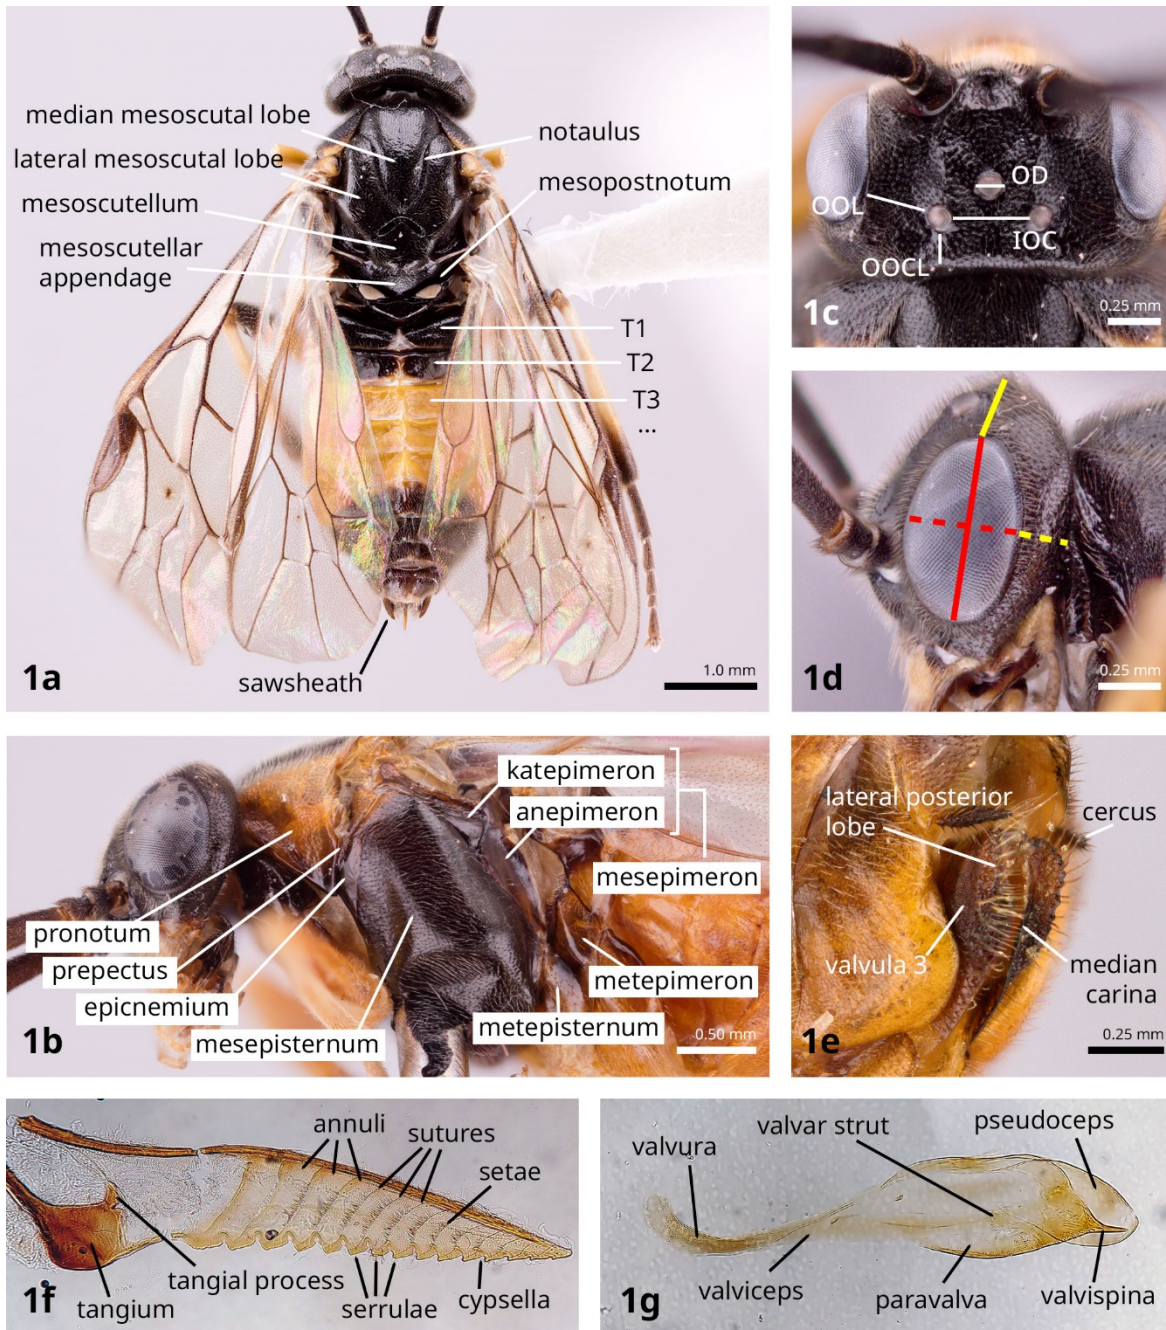 median mesoscutal lobe
lateral mesoscutal lobe
mesoscutellum
mesoscutellar
appendage
notaulus
mesopostnotum
T1
T2
T3
...
sawsheath
1a
1.0 mm
OD
OOL
IOC
OOCL
1c
0.25 mm
1d
0.25 mm
katepimeron
anepimeron
mesepimeron
pronotum
prepectus
epicnemium
mesepisternum
metepimeron
metepisternum
1b
0.50 mm
lateral posterior
lobe
cercus
valvula 3
median
carina
1e
0.25 mm
annuli
sutures
setae
tangial process
tangium
serrulae
cypsella
1f
valvura
valvar strut
pseudoceps
valviceps
paravalva
valvispina
1g